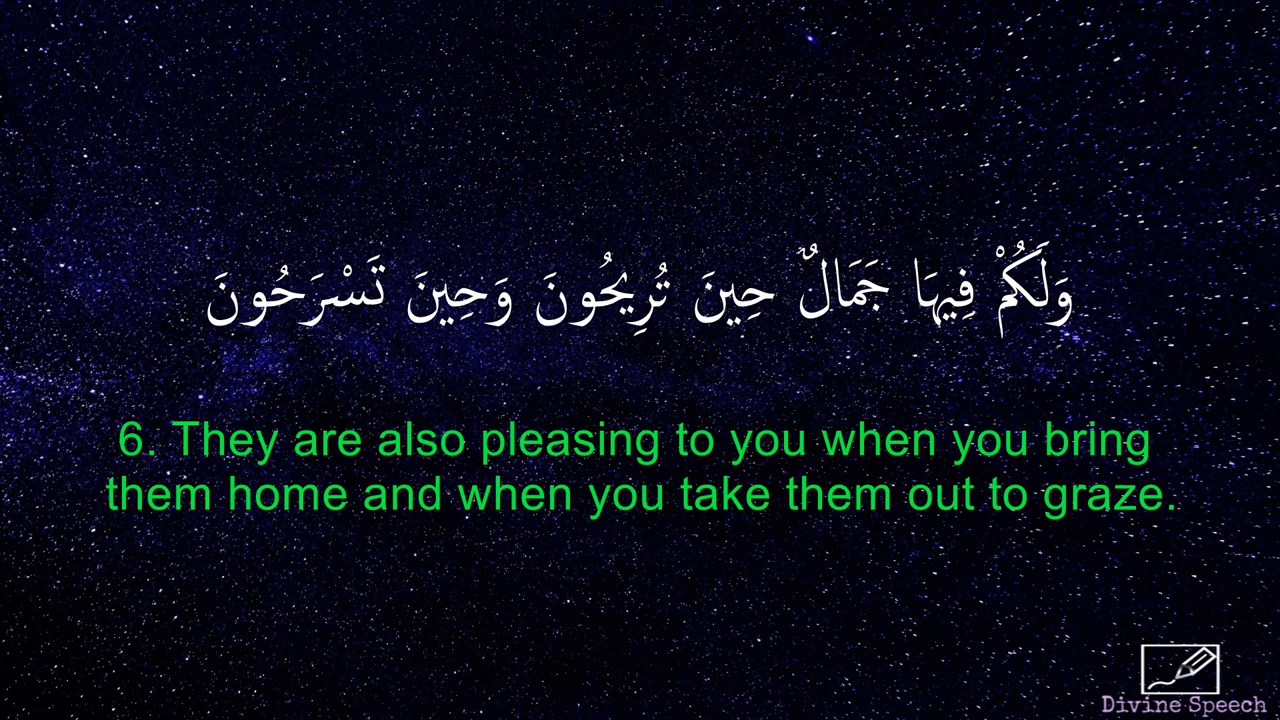 وَلَكُمْ فِيهَا جَمَالٌ حِينَ تُرِيحُونَ وَحِينَ تَسْرَحُونَ
6. They are also pleasing to you when you bring
them home and when you take them out to graze.
Divine Speech